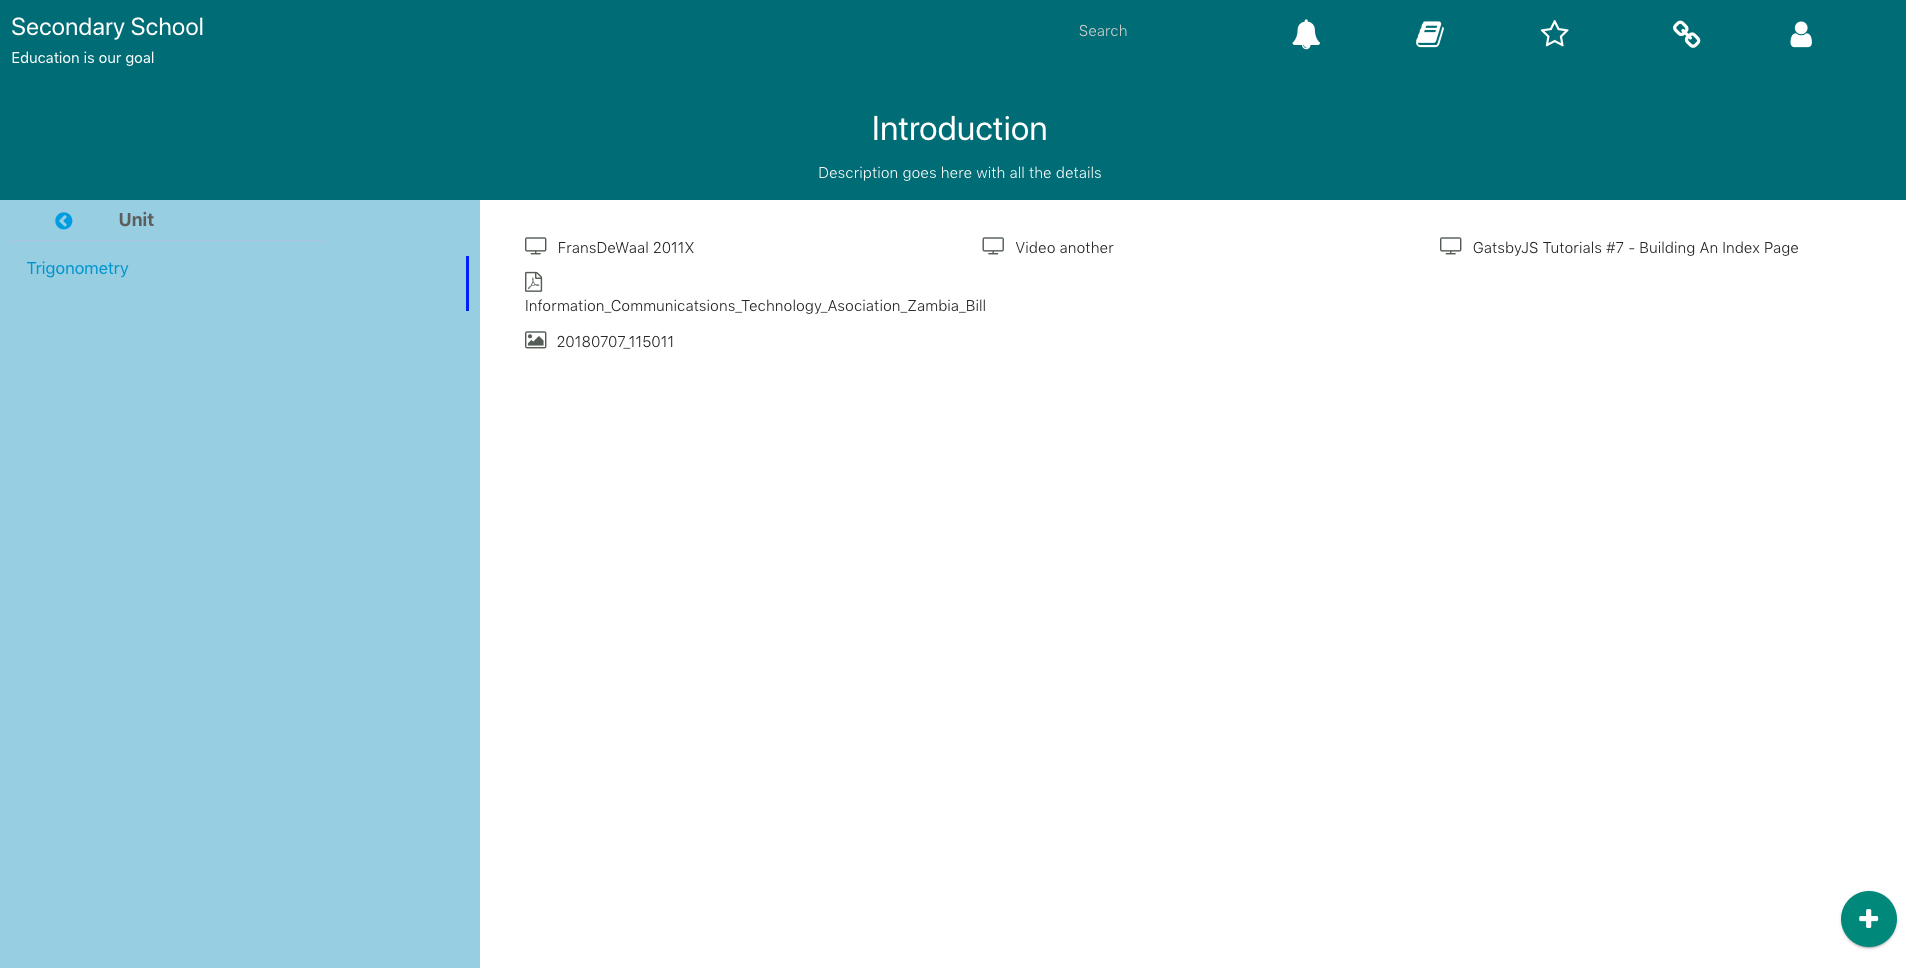 Secondary School
Education is our goal
Search
Introduction
Description goes here with all the details
Unit
Trigonometry
FransDeWaal 2011X
Video another
GatsbyJS Tutorials #7 - Building An Index Page
Information_Communicatsions_Technology_Asociation_Zambia_Bill
20180707_115011